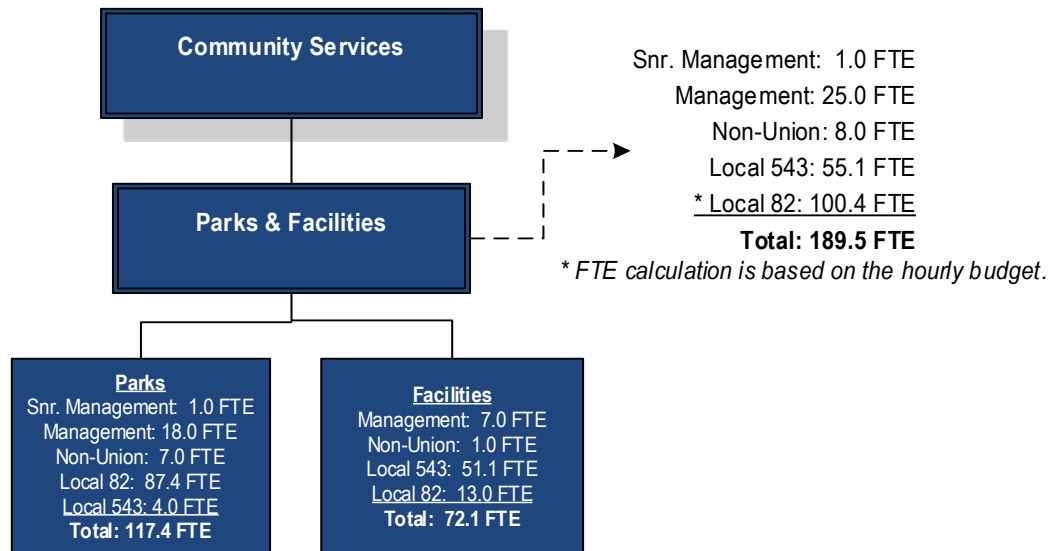 Community Services
Snr. Management: 1.0 FTE
Management: 25.0 FTE
Non-Union: 8.0 FTE
Local 543: 55.1 FTE
* Local 82: 100.4 FTE
Total: 189.5 FTE
* FTE calculation is based on the hourly budget.
Parks & Facilities
Parks
Snr. Management: 1.0 FTE
Management: 18.0 FTE
Non-Union: 7.0 FTE
Local 82: 87.4 FTE
Local 543: 4.0 FTE
Total: 117.4 FTE
Facilities
Management: 7.0 FTE
Non-Union: 1.0 FTE
Local 543: 51.1 FTE
Local 82: 13.0 FTE
Total: 72.1 FTE